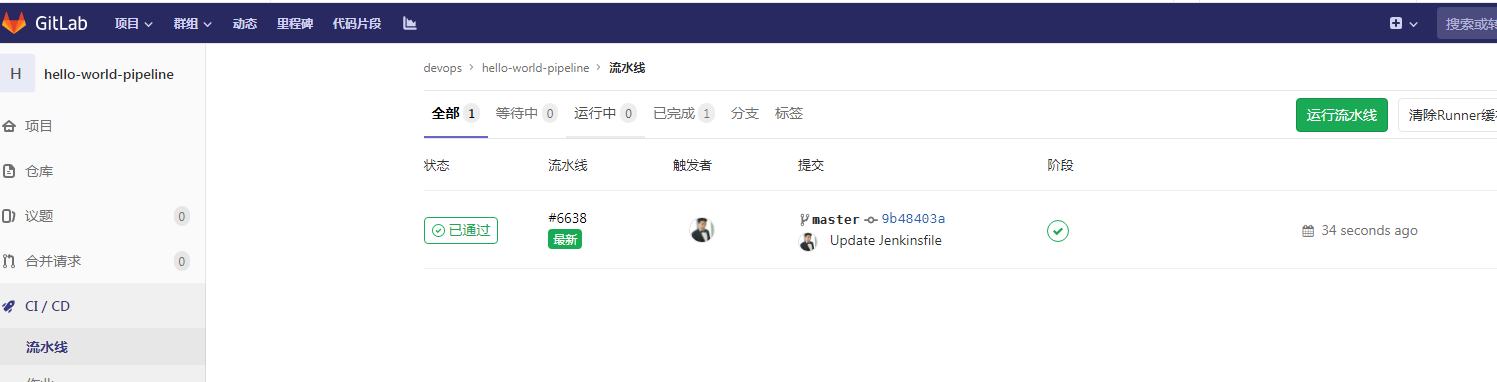 GitLab 项目 群组 动态 里程碑 代码片段 搜索或转
H hello-world-pipeline
devops > hello-world-pipeline > 流水线
全部 1 等待中 0 运行中 0 已完成 1 分支 标签 运行流水线 清除Runner缓
项目
状态 流水线 触发者 提交 阶段
仓库
议题 0
已通过 #6638 最新 master 9b48403a
Update Jenkinsfile 34 seconds ago
合并请求 0
CI / CD
流水线